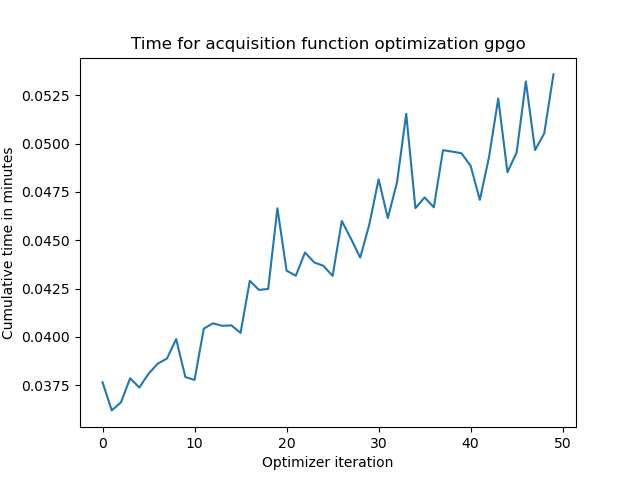 Time for acquisition function optimization gpgo
Cumulative time in minutes
0.0525
0.0500
0.0475
0.0450
0.0425
0.0400
0.0375
0 10 20 30 40 50
Optimizer iteration